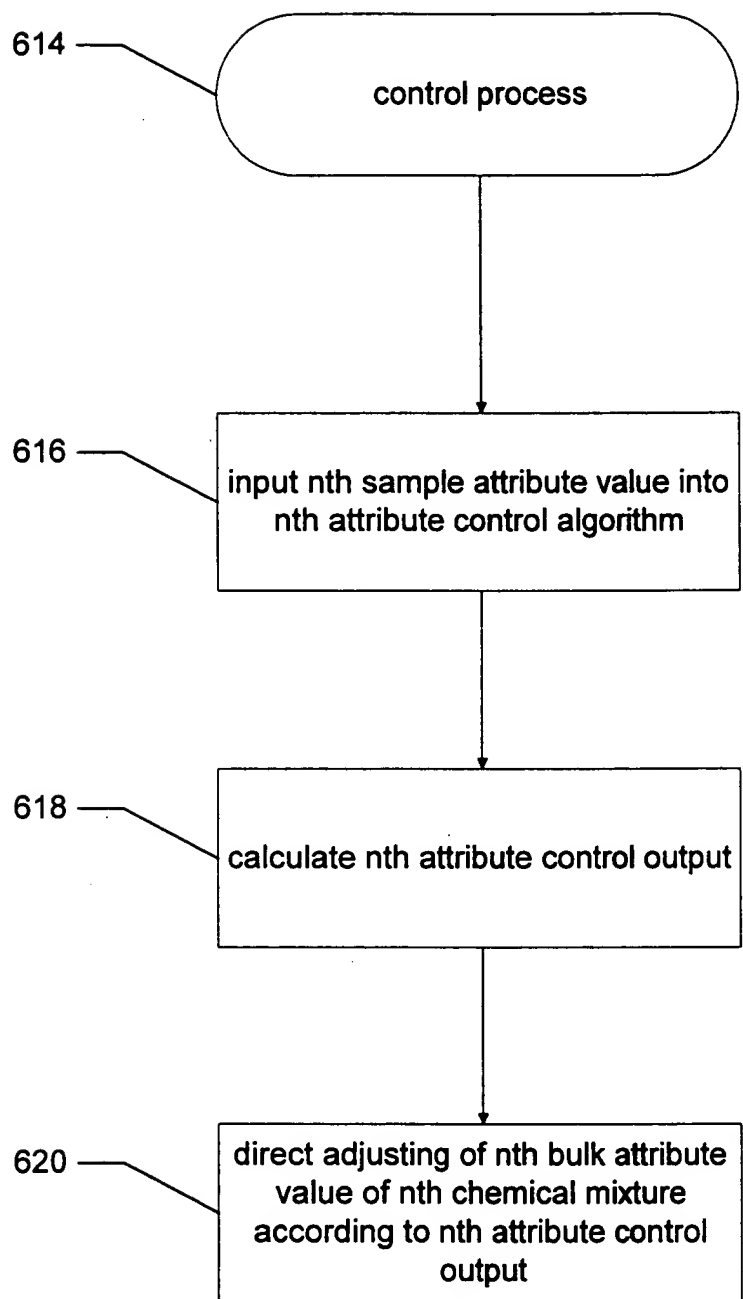 614
control process
616
input nth sample attribute value into
nth attribute control algorithm
618
calculate nth attribute control output
620
direct adjusting of nth bulk attribute
value of nth chemical mixture
according to nth attribute control
output